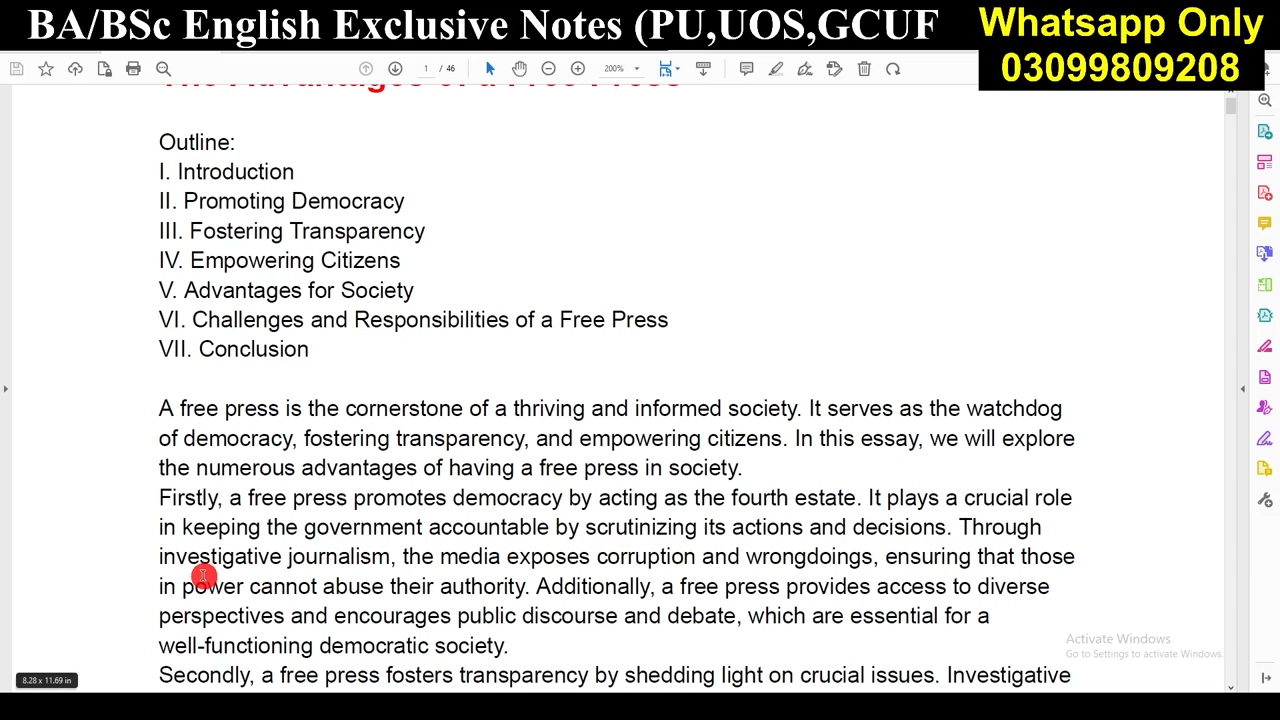 BA/BSc English Exclusive Notes (PU,UOS,GCUF
Whatsapp Only
03099809208
1 / 46
200%
The Advantages of a Free Press
Outline:
I. Introduction
II. Promoting Democracy
III. Fostering Transparency
IV. Empowering Citizens
V. Advantages for Society
VI. Challenges and Responsibilities of a Free Press
VII. Conclusion
A free press is the cornerstone of a thriving and informed society. It serves as the watchdog
of democracy, fostering transparency, and empowering citizens. In this essay, we will explore
the numerous advantages of having a free press in society.
Firstly, a free press promotes democracy by acting as the fourth estate. It plays a crucial role
in keeping the government accountable by scrutinizing its actions and decisions. Through
investigative journalism, the media exposes corruption and wrongdoings, ensuring that those
in power cannot abuse their authority. Additionally, a free press provides access to diverse
perspectives and encourages public discourse and debate, which are essential for a
well-functioning democratic society.
Secondly, a free press fosters transparency by shedding light on crucial issues. Investigative
Activate Windows
Go to Settings to activate Windows.
8.28 x 11.69 in